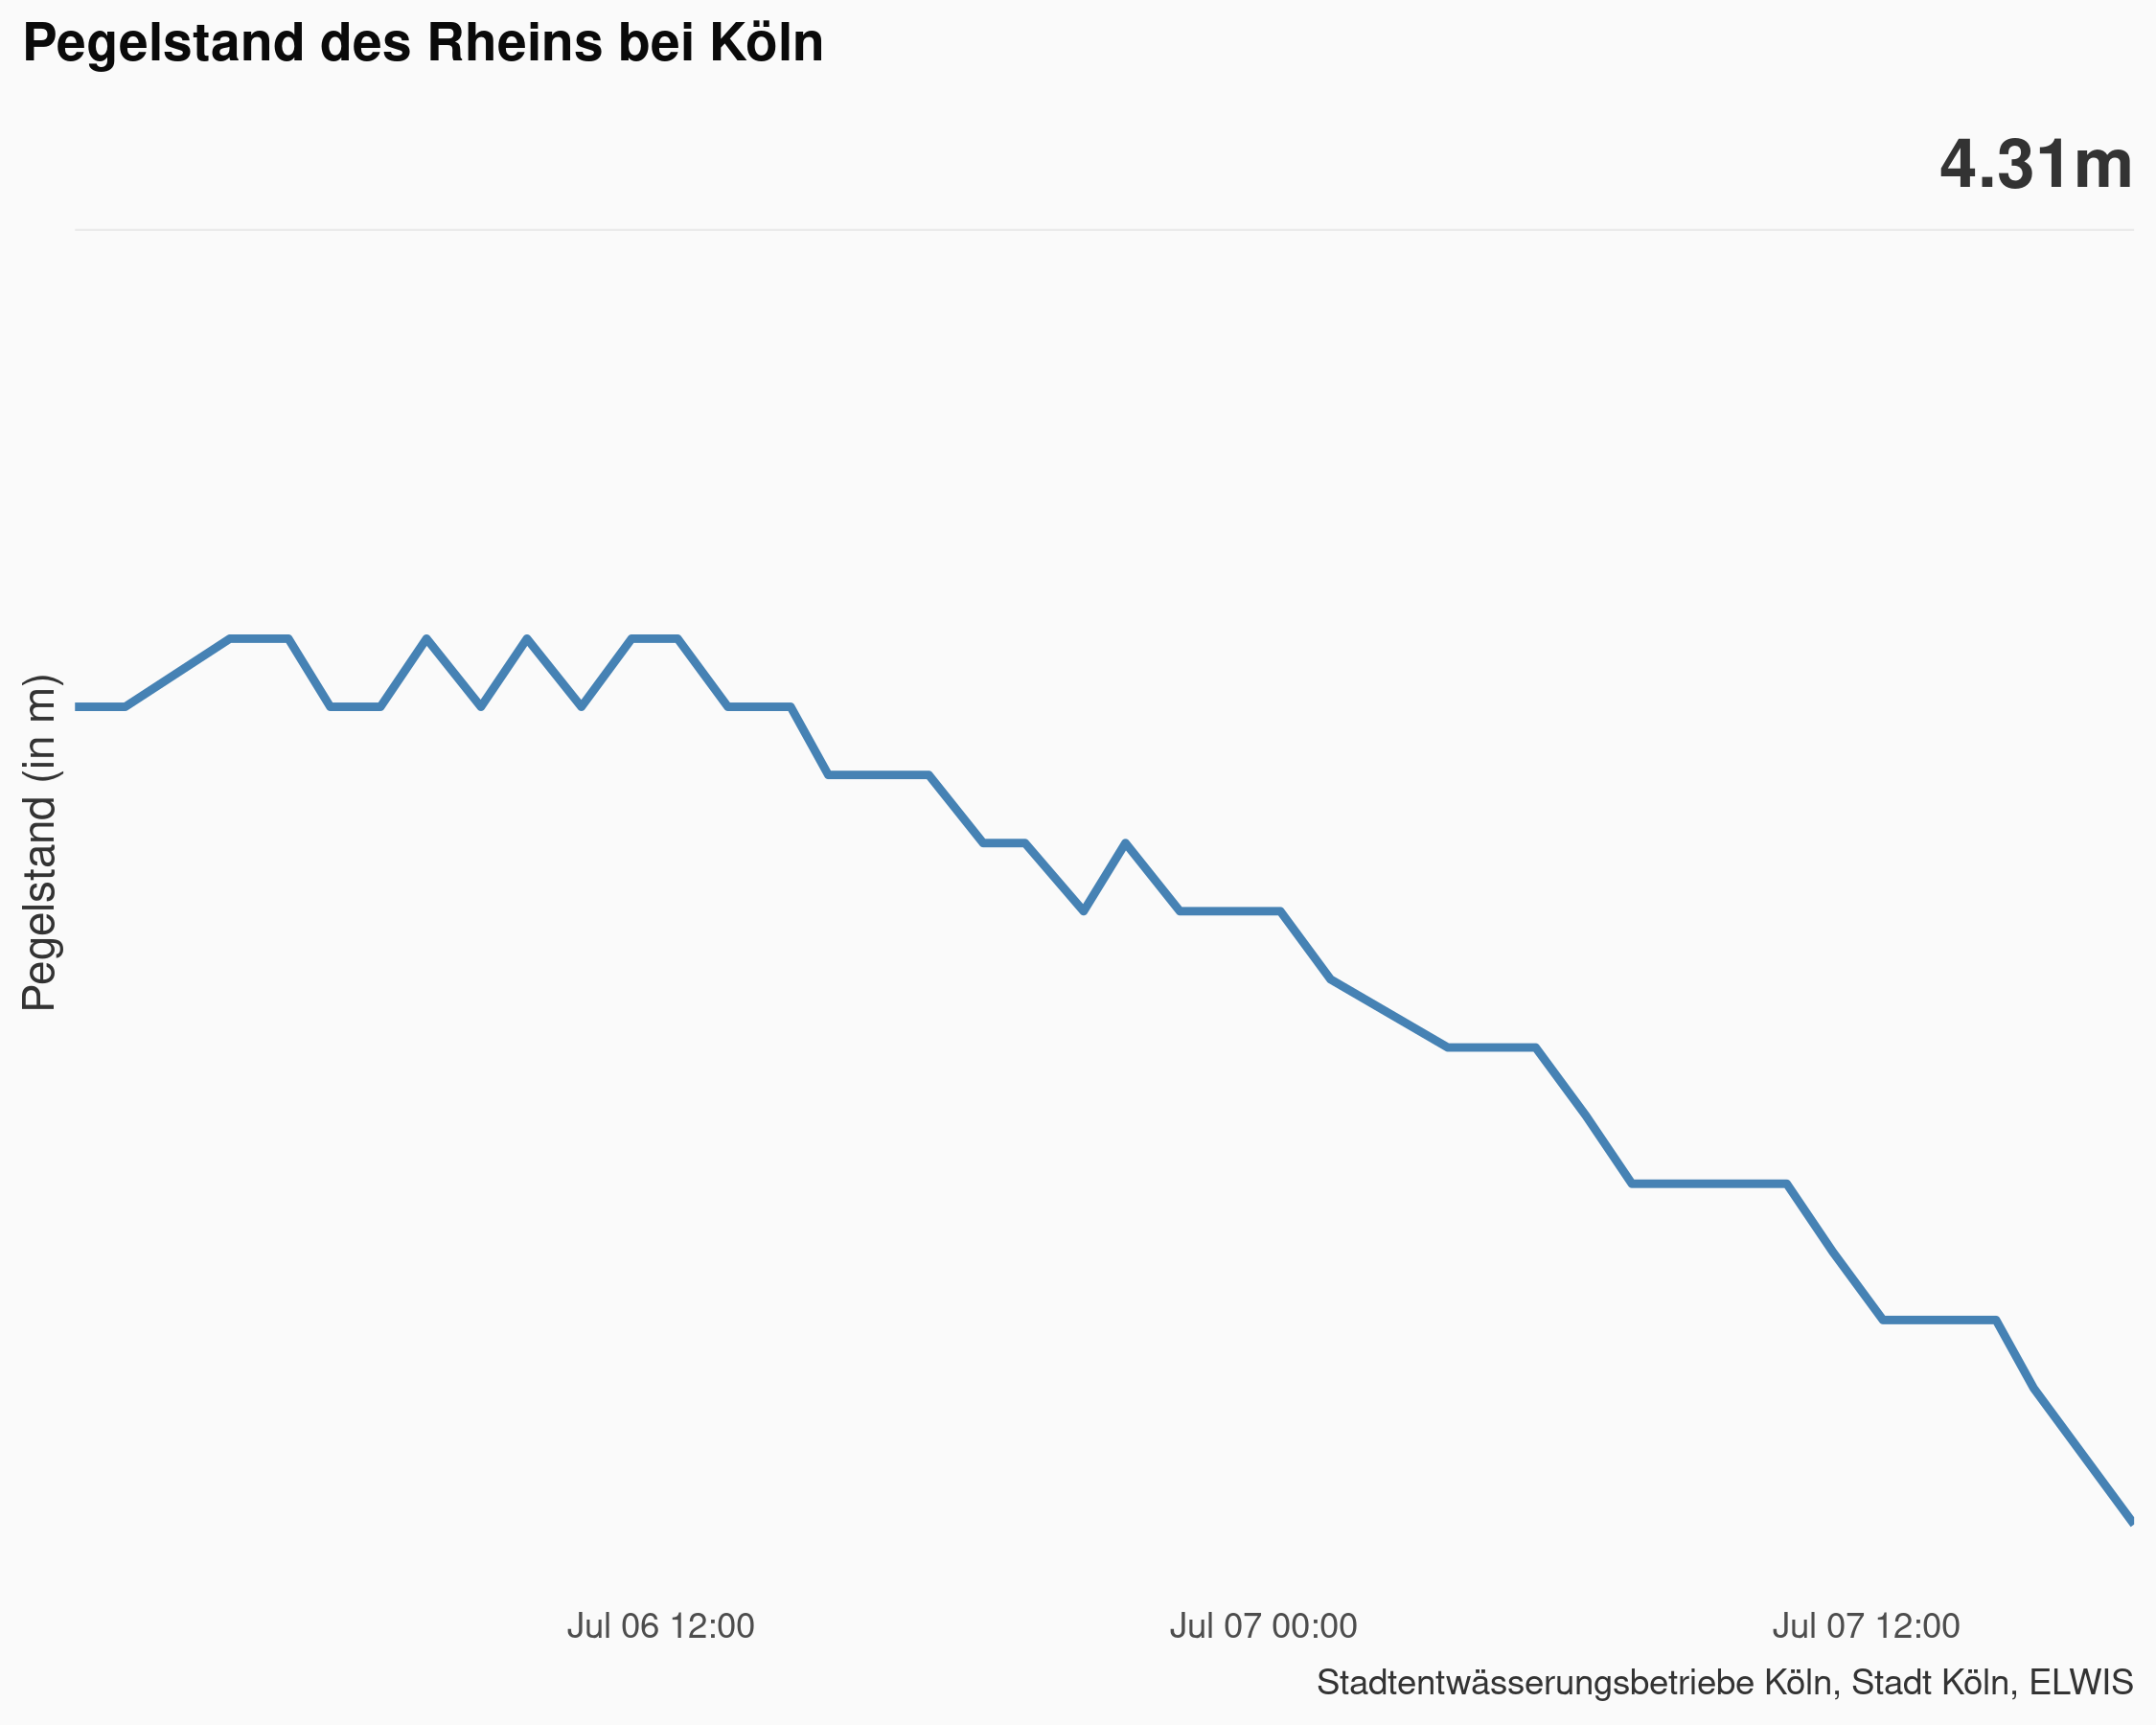 Pegelstand des Rheins bei Köln
4.31m
Pegelstand (in m)
Jul 06 12:00
Jul 07 00:00
Jul 07 12:00
Stadtentwässerungsbetriebe Köln, Stadt Köln, ELWIS